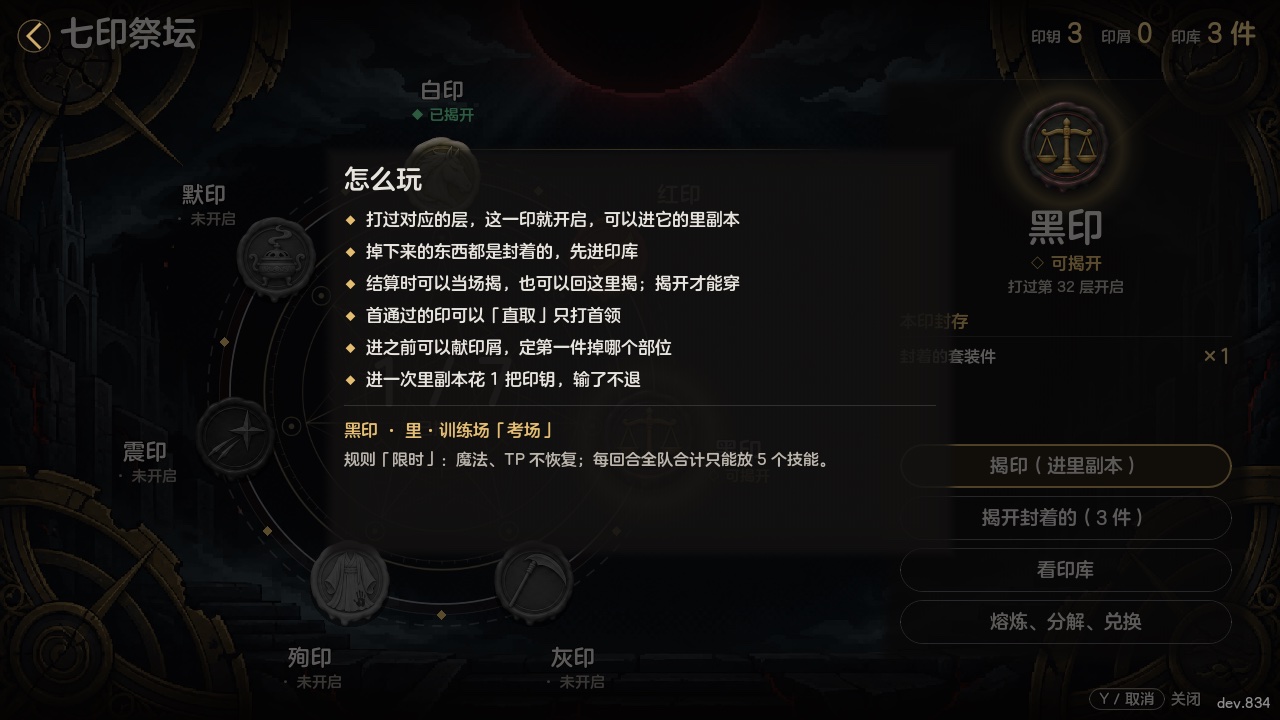 七印祭坛
印钥 3 印屑 0 印库 3 件
白印
◆ 已揭开
默印
· 未开启
红印
震印
· 未开启
殉印
· 未开启
灰印
· 未开启
怎么玩
◆ 打过对应的层，这一印就开启，可以进它的里副本
◆ 掉下来的东西都是封着的，先进印库
◆ 结算时可以当场揭，也可以回这里揭；揭开才能穿
◆ 首通过的印可以「直取」只打首领
◆ 进之前可以献印屑，定第一件掉哪个部位
◆ 进一次里副本花 1 把印钥，输了不退
黑印 · 里·训练场「考场」
规则「限时」：魔法、TP 不恢复；每回合全队合计只能放 5 个技能。
黑印
可揭开
黑印
◇ 可揭开
打过第 32 层开启
本印封存
封着的套装件 ×1
揭印（进里副本）
揭开封着的（3 件）
看印库
熔炼、分解、兑换
Y / 取消 关闭
dev.834